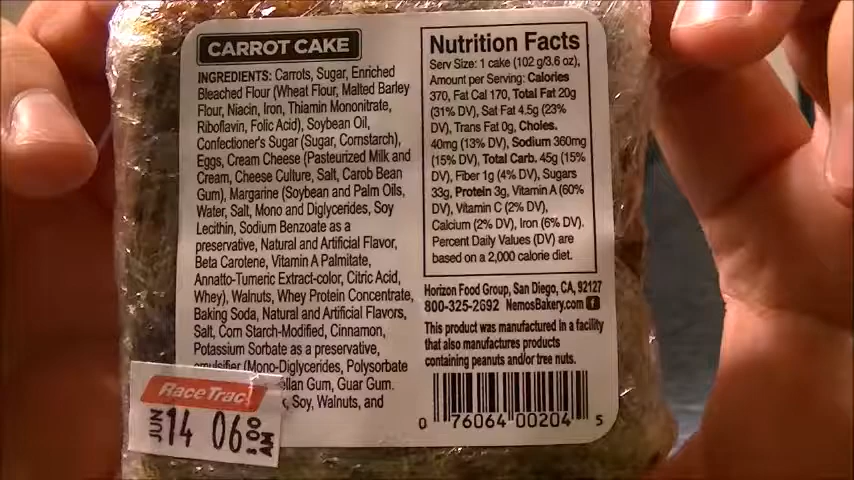 CARROT CAKE
INGREDIENTS: Carrots, Sugar, Enriched
Bleached Flour (Wheat Flour, Malted Barley
Flour, Niacin, Iron, Thiamin Mononitrate,
Riboflavin, Folic Acid), Soybean Oil,
Confectioner's Sugar (Sugar, Cornstarch),
Eggs, Cream Cheese (Pasteurized Milk and
Cream, Cheese Culture, Salt, Carob Bean
Gum), Margarine (Soybean and Palm Oils,
Water, Salt, Mono and Diglycerides, Soy
Lecithin, Sodium Benzoate as a
preservative, Natural and Artificial Flavor,
Beta Carotene, Vitamin A Palmitate,
Annatto-Tumeric Extract-color, Citric Acid,
Whey), Walnuts, Whey Protein Concentrate,
Baking Soda, Natural and Artificial Flavors,
Salt, Corn Starch-Modified, Cinnamon,
Potassium Sorbate as a preservative,
emulsifier (Mono-Diglycerides, Polysorbate
Gum, Guar Gum.
Soy, Walnuts, and
RaceTrac
JUN 14 06 8:00 AM
Nutrition Facts
Serv Size: 1 cake (102 g/3.6 oz),
Amount per Serving: Calories
370, Fat Cal 170, Total Fat 20g
(31% DV), Sat Fat 4.5g (23%
DV), Trans Fat 0g, Choles.
40mg (13% DV), Sodium 360mg
(15% DV), Total Carb. 45g (15%
DV), Fiber 1g (4% DV), Sugars
33g, Protein 3g, Vitamin A (60%
DV), Vitamin C (2% DV),
Calcium (2% DV), Iron (6% DV).
Percent Daily Values (DV) are
based on a 2,000 calorie diet.
Horizon Food Group, San Diego, CA, 92127
800-325-2692 NemosBakery.com f
This product was manufactured in a facility
that also manufactures products
containing peanuts and/or tree nuts.
0 76064 00204 5